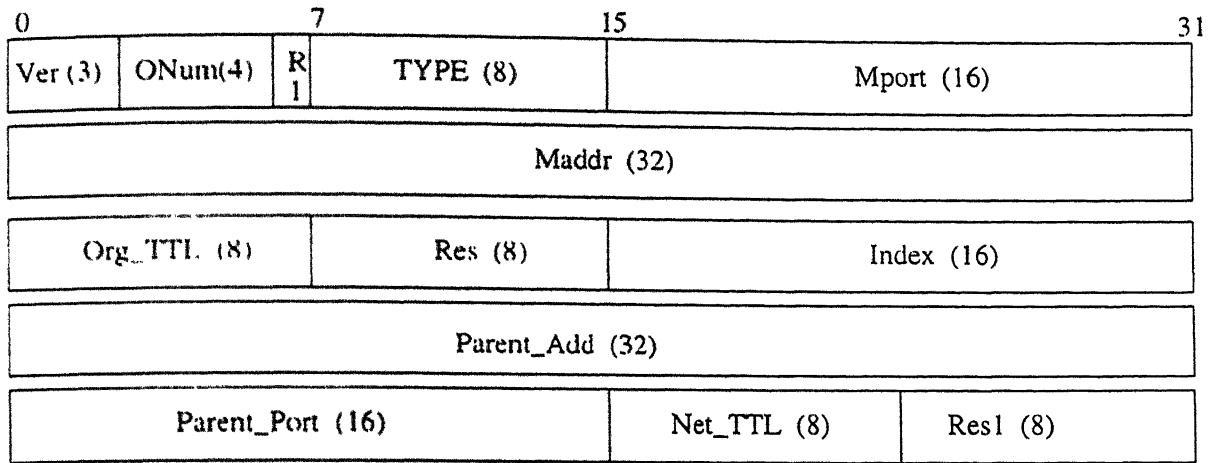 0 7 15 31
Ver (3) ONum(4) R 1 TYPE (8) Mport (16)
Maddr (32)
Org_TTL (8) Res (8) Index (16)
Parent_Add (32)
Parent_Port (16) Net_TTL (8) Res1 (8)